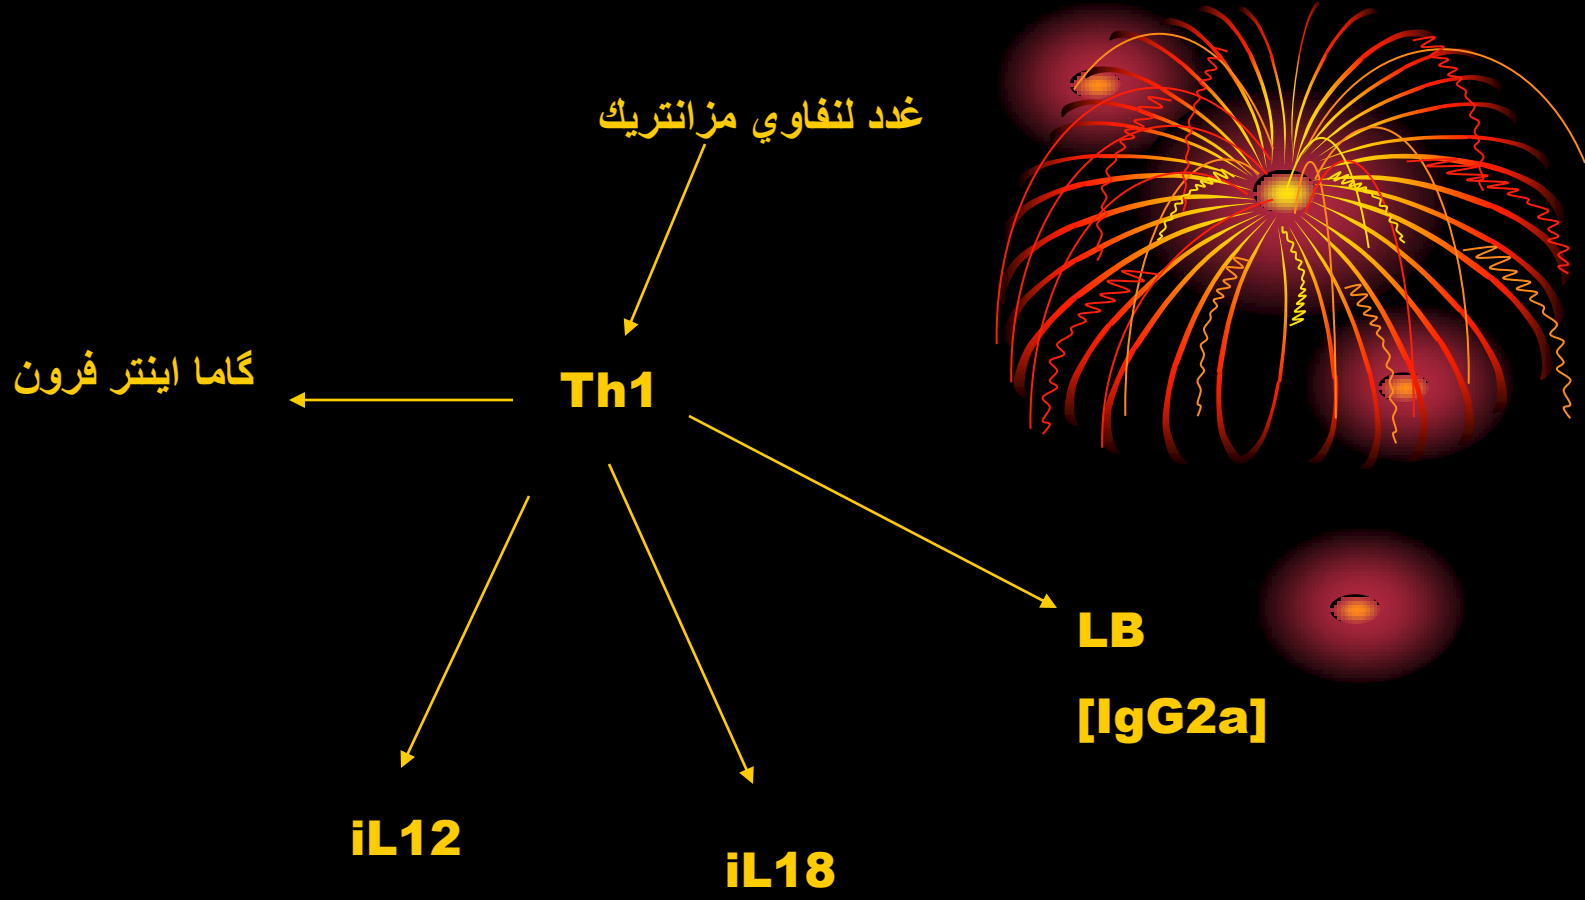 غدد لنفاوي مزانتريك
گاما اينتر فرون
Th1
LB
[IgG2a]
iL12
iL18